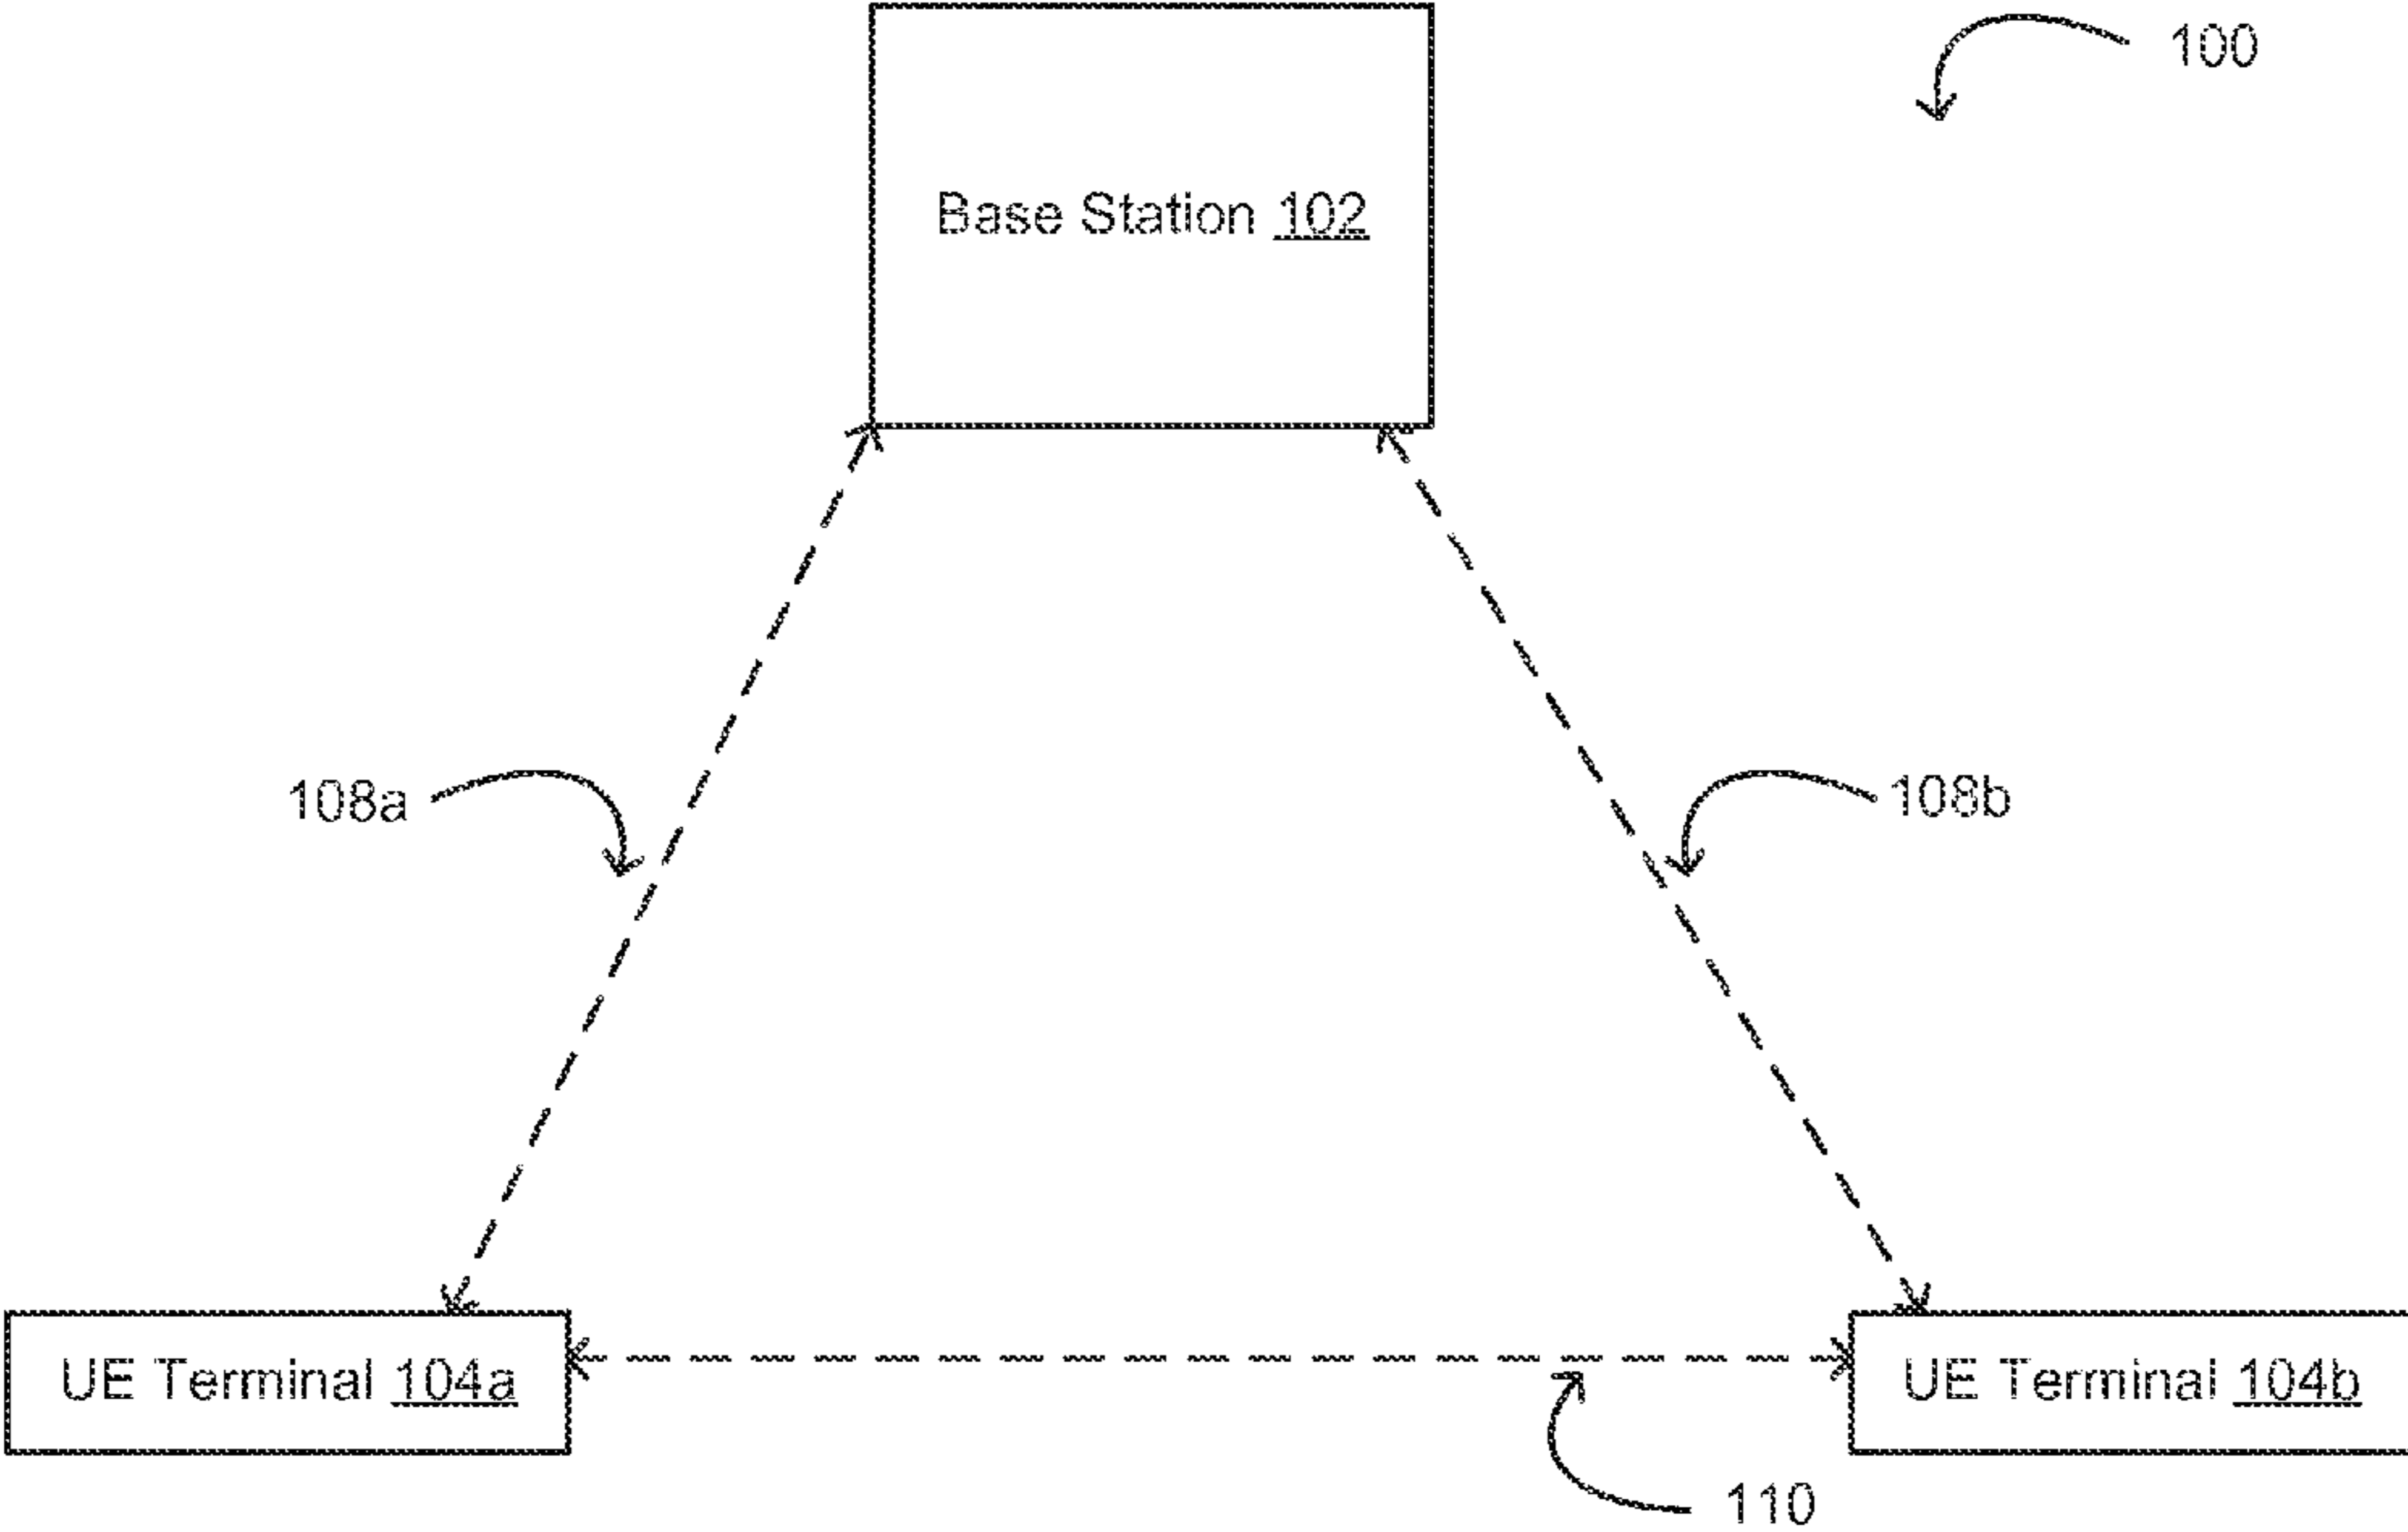 100
Base Station 102
108a
108b
UE Terminal 104a
UE Terminal 104b
110